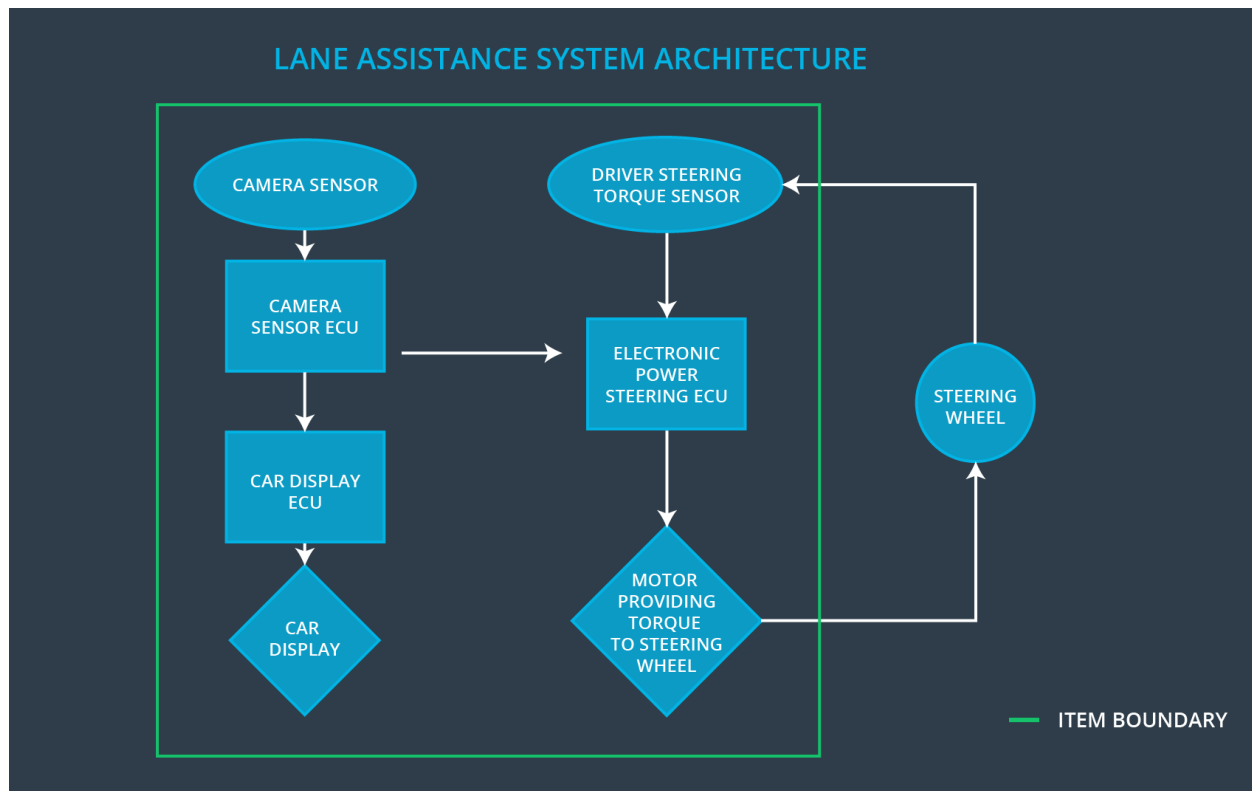 LANE ASSISTANCE SYSTEM ARCHITECTURE
CAMERA SENSOR
DRIVER STEERING
TORQUE SENSOR
CAMERA
SENSOR ECU
ELECTRONIC
POWER
STEERING ECU
STEERING
WHEEL
CAR DISPLAY
ECU
MOTOR
PROVIDING
TORQUE
TO STEERING
WHEEL
CAR
DISPLAY
ITEM BOUNDARY